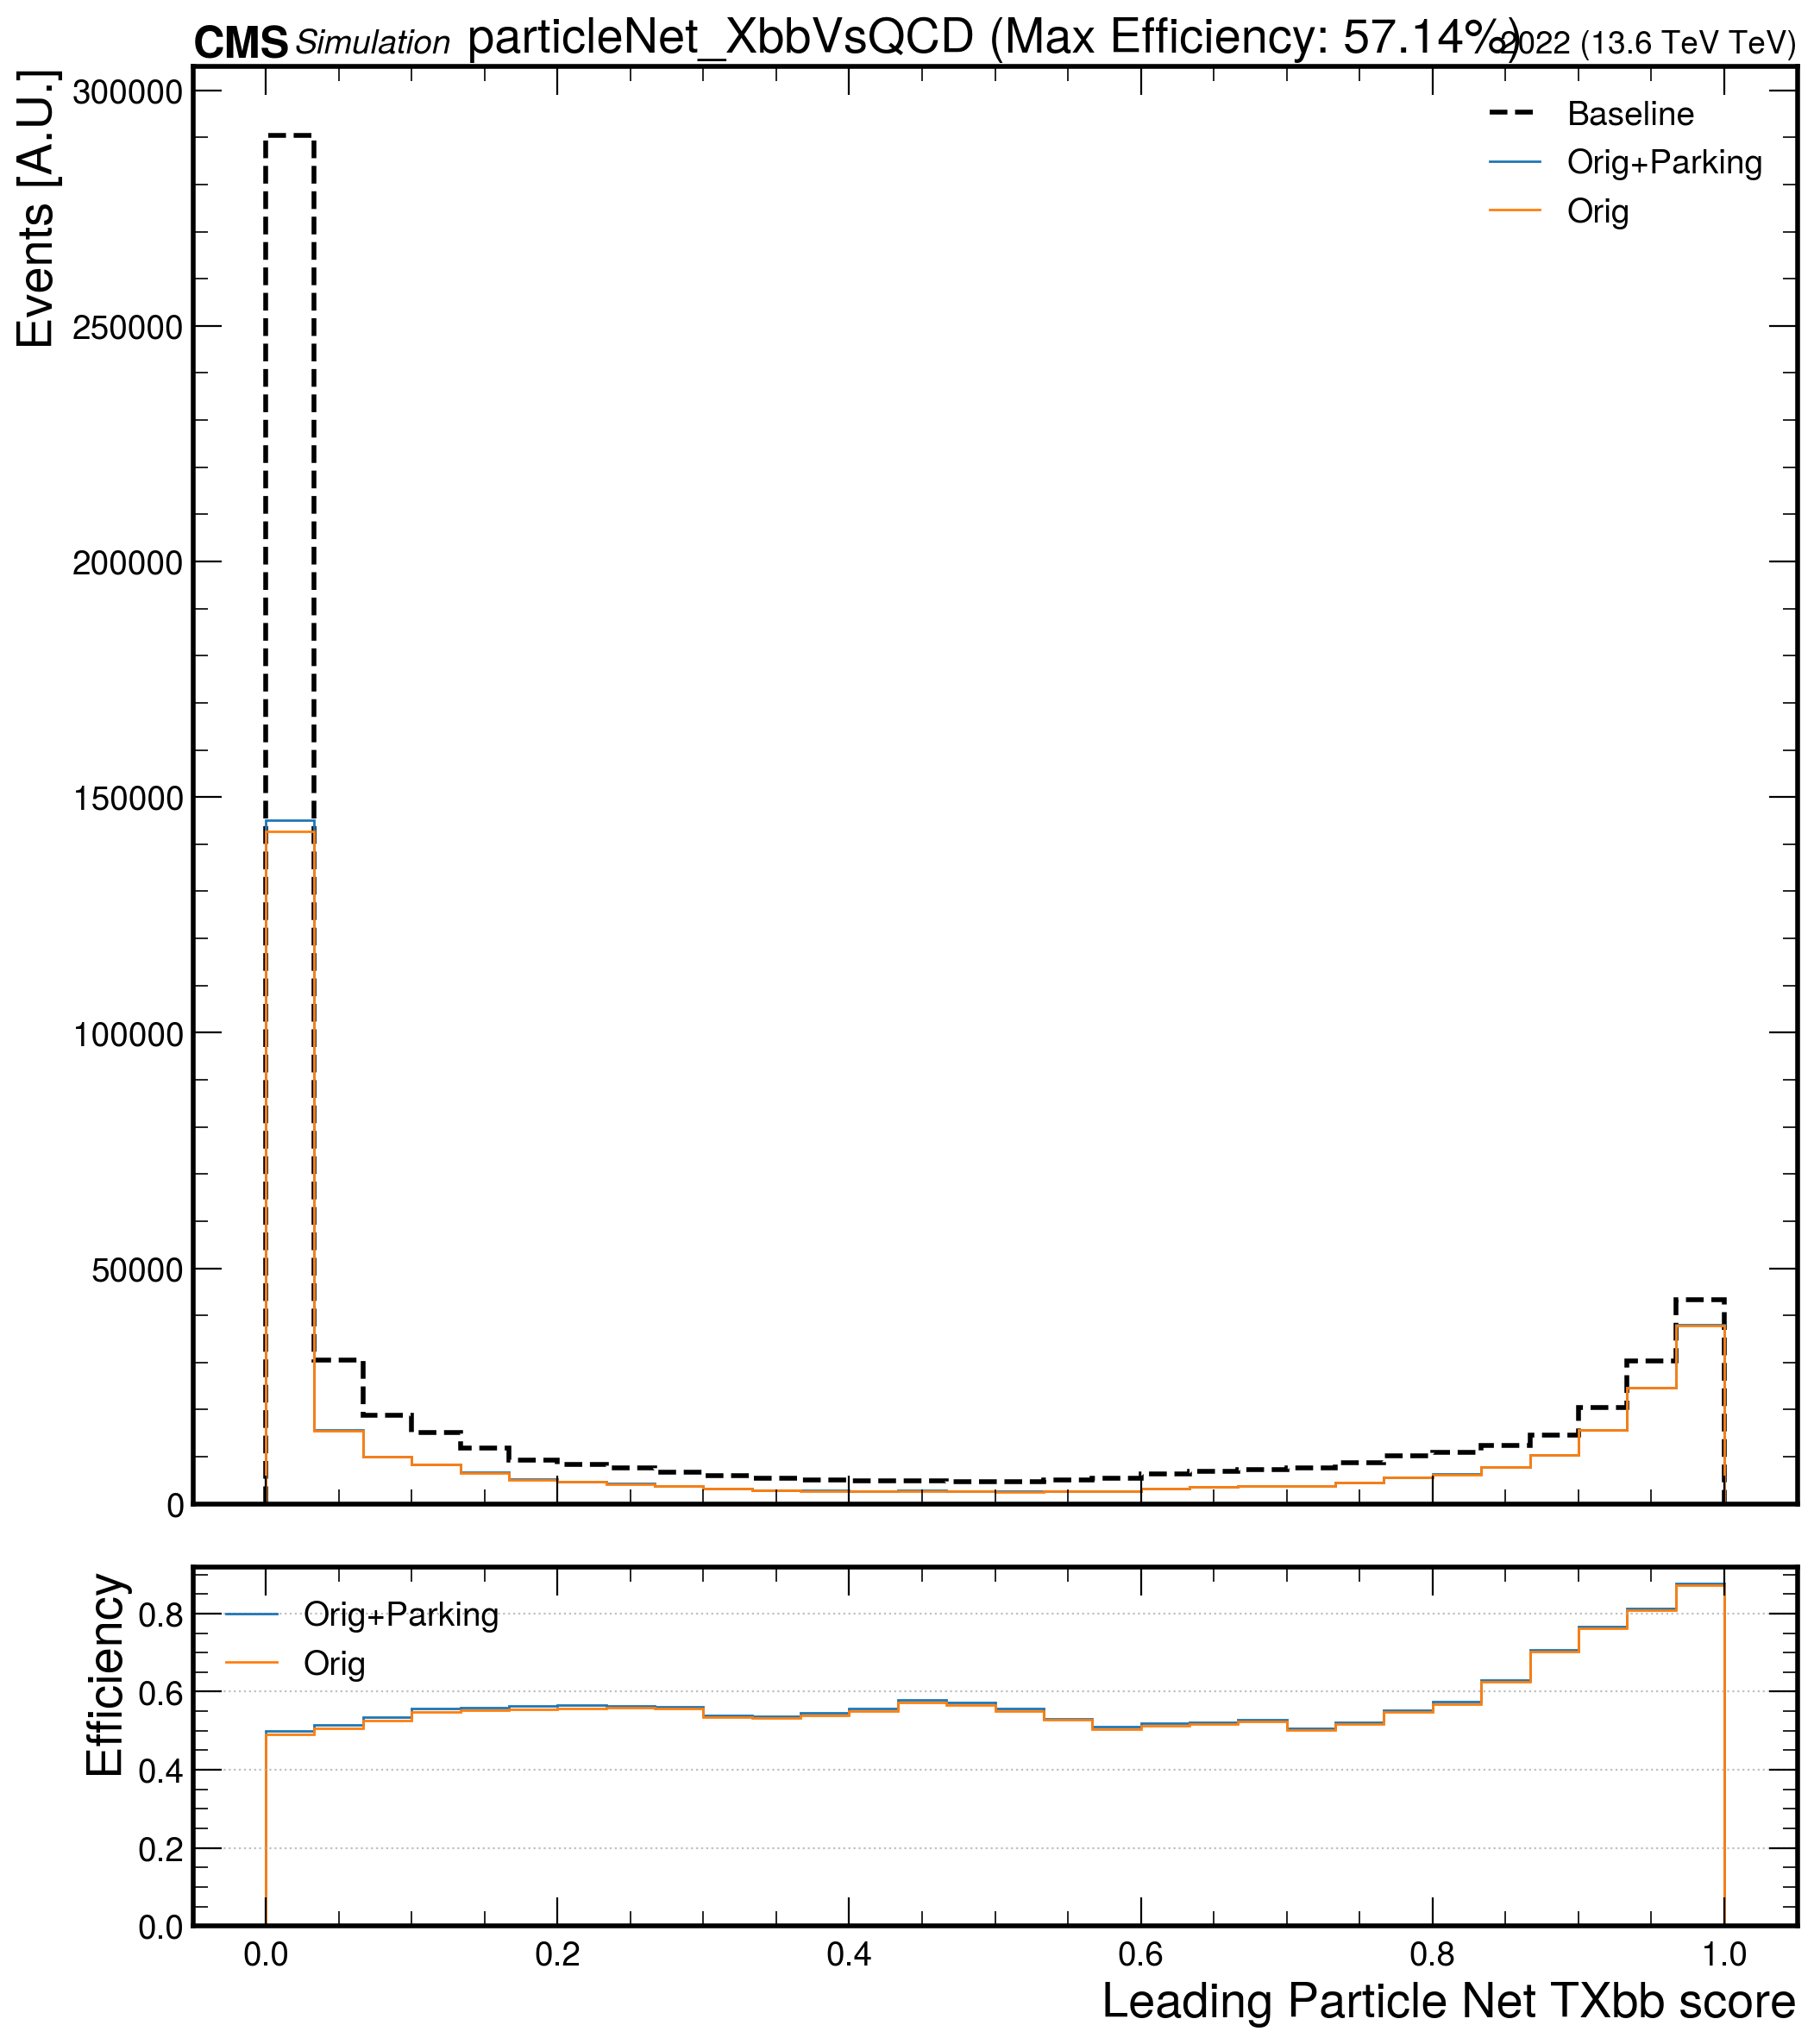 CMS Simulation particleNet_XbbVsQCD (Max Efficiency: 57.14%) 2022 (13.6 TeV TeV)
Events [A.U.]
300000
250000
200000
150000
100000
50000
0
Baseline
Orig+Parking
Orig
Efficiency
0.8
0.6
0.4
0.2
0.0
Orig+Parking
Orig
0.0 0.2 0.4 0.6 0.8 1.0
Leading Particle Net TXbb score